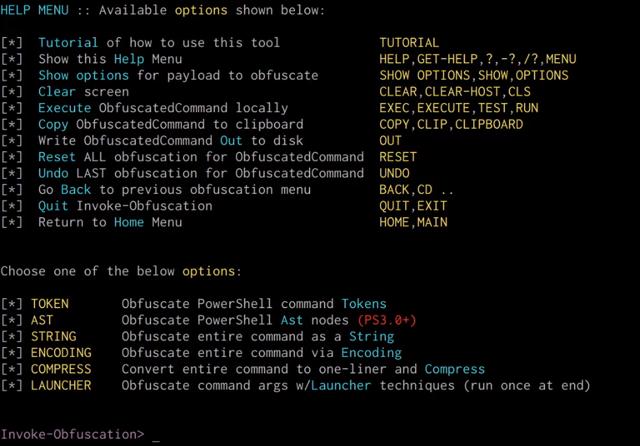 HELP MENU :: Available options shown below:
[*] Tutorial of how to use this tool TUTORIAL
[*] Show this Help Menu HELP,GET-HELP,?,-?,/?,MENU
[*] Show options for payload to obfuscate SHOW OPTIONS,SHOW,OPTIONS
[*] Clear screen CLEAR,CLEAR-HOST,CLS
[*] Execute ObfuscatedCommand locally EXEC,EXECUTE,TEST,RUN
[*] Copy ObfuscatedCommand to clipboard COPY,CLIP,CLIPBOARD
[*] Write ObfuscatedCommand Out to disk OUT
[*] Reset ALL obfuscation for ObfuscatedCommand RESET
[*] Undo LAST obfuscation for ObfuscatedCommand UNDO
[*] Go Back to previous obfuscation menu BACK,CD ..
[*] Quit Invoke-Obfuscation QUIT,EXIT
[*] Return to Home Menu HOME,MAIN
Choose one of the below options:
[*] TOKEN Obfuscate PowerShell command Tokens
[*] AST Obfuscate PowerShell Ast nodes (PS3.0+)
[*] STRING Obfuscate entire command as a String
[*] ENCODING Obfuscate entire command via Encoding
[*] COMPRESS Convert entire command to one-liner and Compress
[*] LAUNCHER Obfuscate command args w/Launcher techniques (run once at end)
Invoke-Obfuscation> _